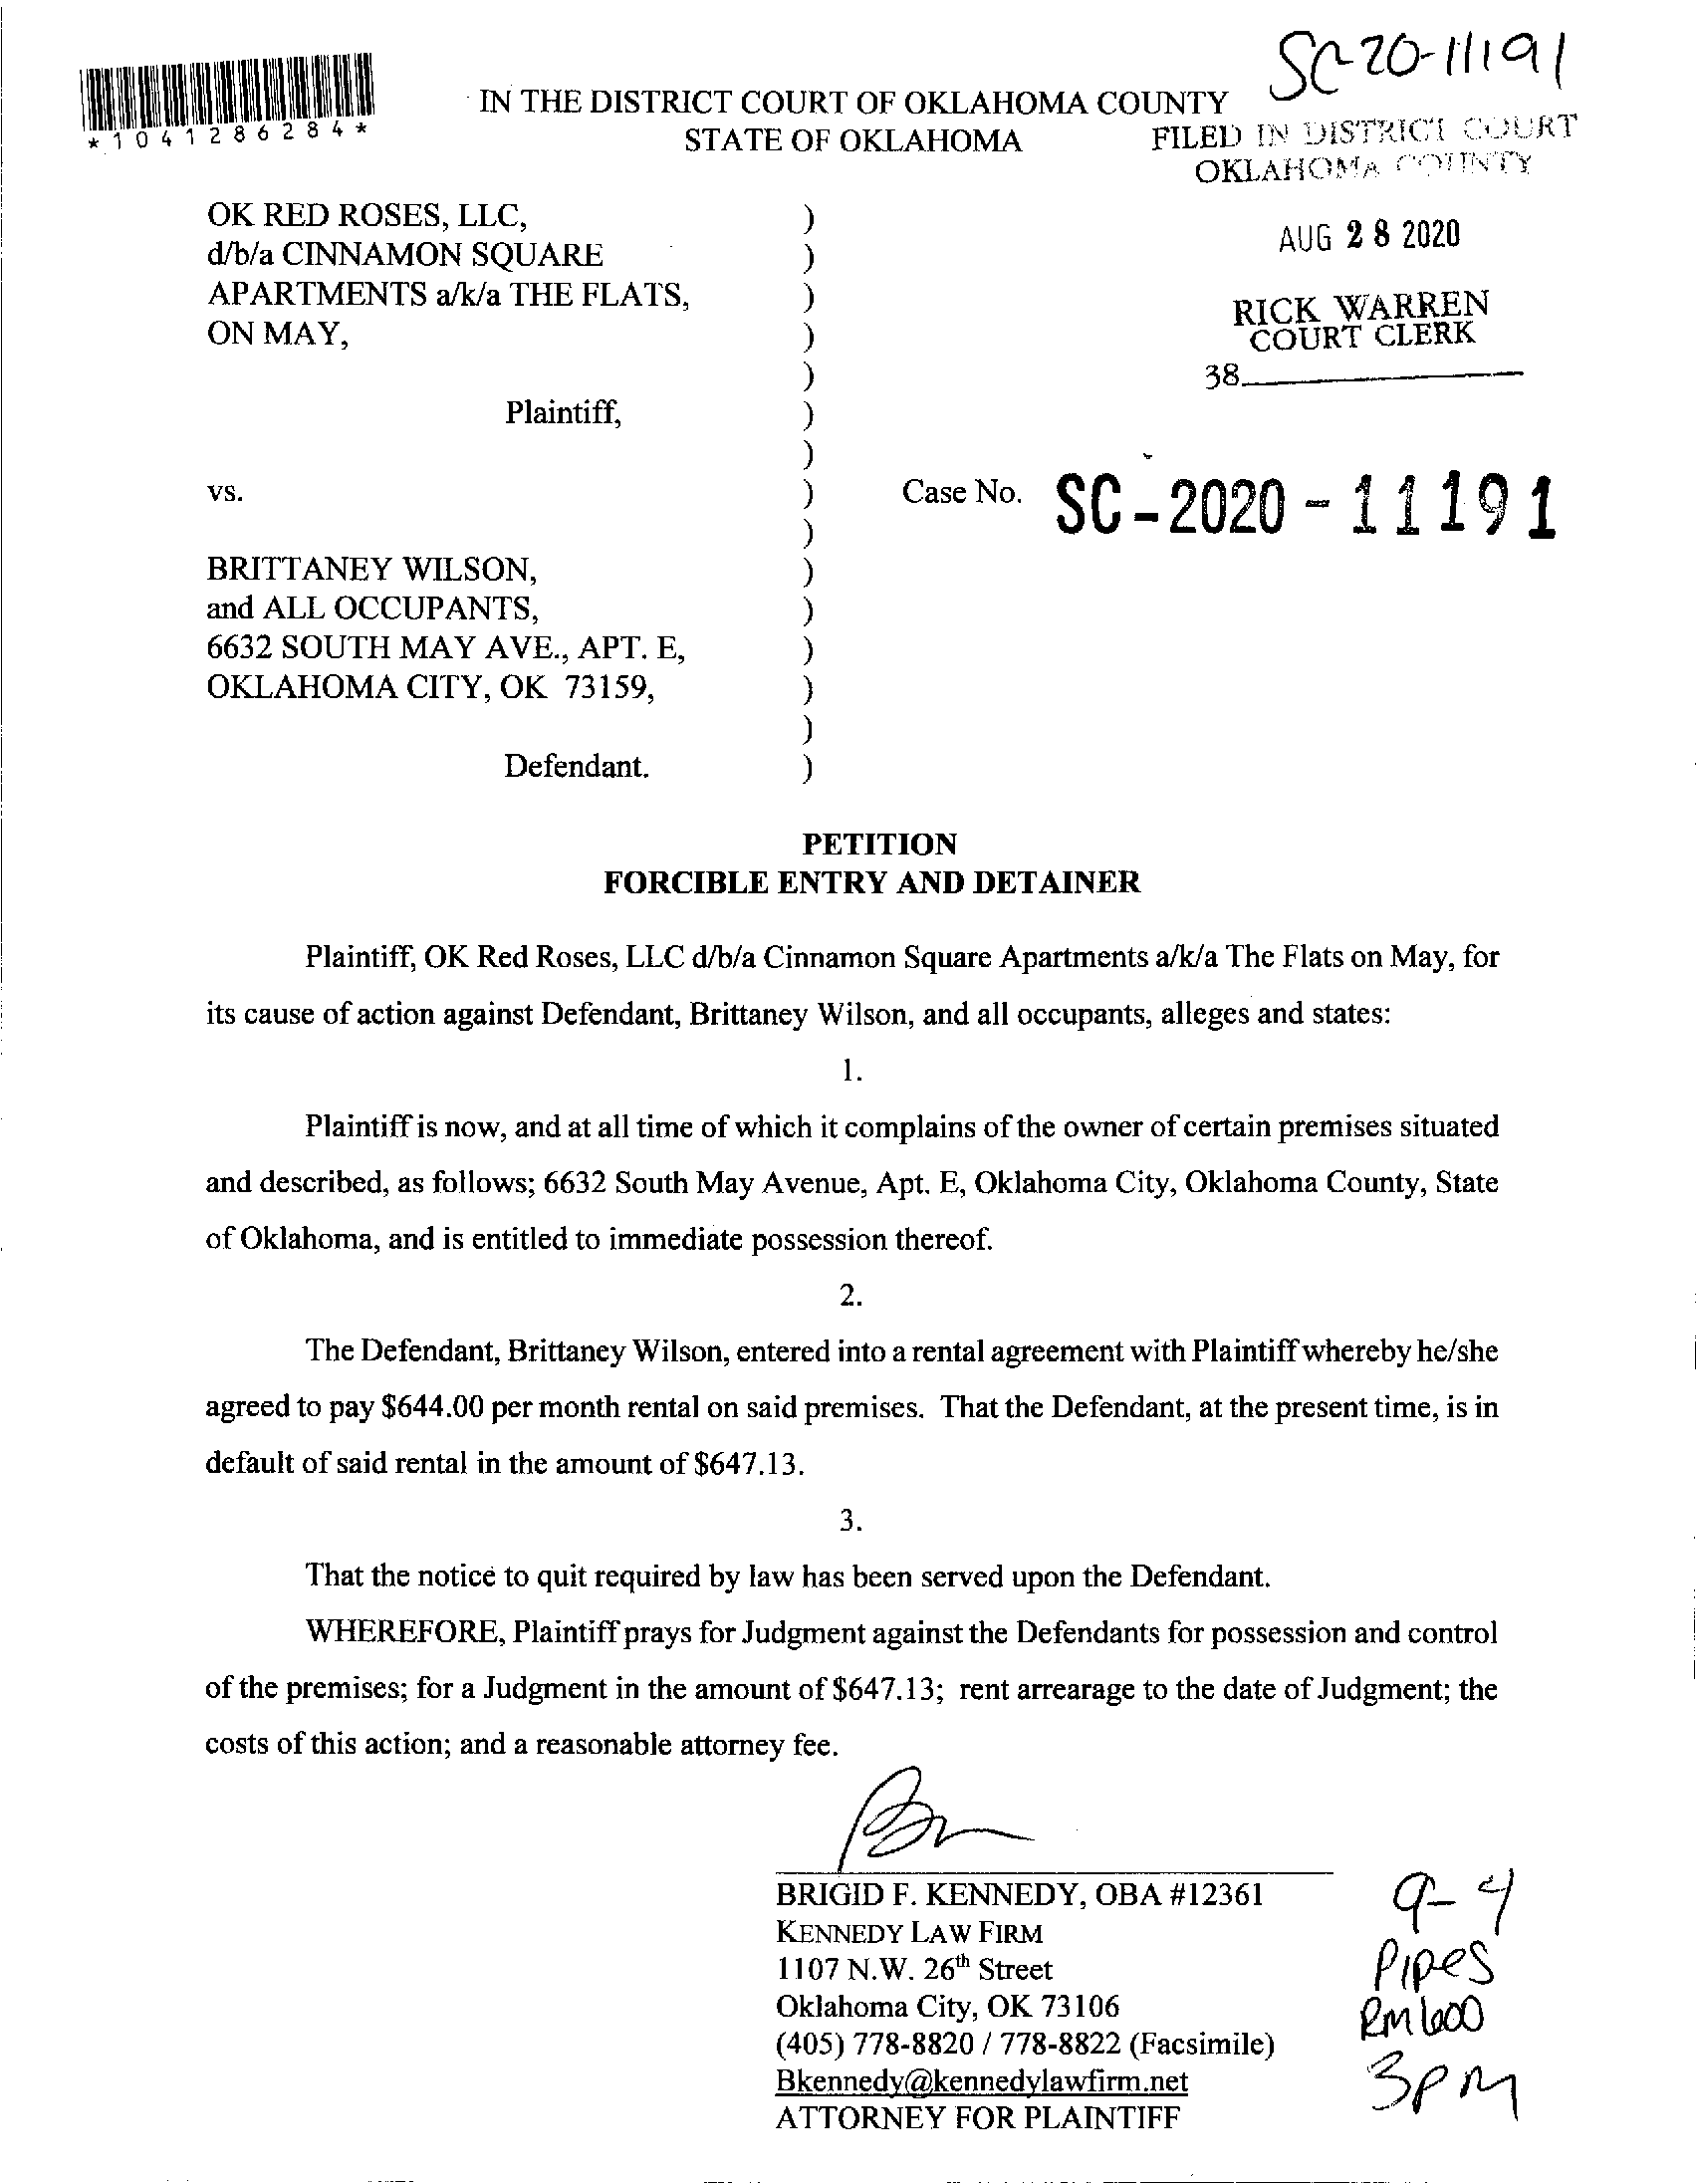 SC-20-11191
*1041286284*
IN THE DISTRICT COURT OF OKLAHOMA COUNTY
STATE OF OKLAHOMA
FILED IN DISTRICT COURT
OKLAHOMA COUNTY
AUG 28 2020
RICK WARREN
COURT CLERK
38
OK RED ROSES, LLC, )
d/b/a CINNAMON SQUARE )
APARTMENTS a/k/a THE FLATS, )
ON MAY, )
)
Plaintiff, )
)
vs. ) Case No. SC-2020-11191
)
BRITTANEY WILSON, )
and ALL OCCUPANTS, )
6632 SOUTH MAY AVE., APT. E, )
OKLAHOMA CITY, OK 73159, )
)
Defendant. )
PETITION
FORCIBLE ENTRY AND DETAINER
Plaintiff, OK Red Roses, LLC d/b/a Cinnamon Square Apartments a/k/a The Flats on May, for
its cause of action against Defendant, Brittaney Wilson, and all occupants, alleges and states:
1.
Plaintiff is now, and at all time of which it complains of the owner of certain premises situated
and described, as follows; 6632 South May Avenue, Apt. E, Oklahoma City, Oklahoma County, State
of Oklahoma, and is entitled to immediate possession thereof.
2.
The Defendant, Brittaney Wilson, entered into a rental agreement with Plaintiff whereby he/she
agreed to pay $644.00 per month rental on said premises. That the Defendant, at the present time, is in
default of said rental in the amount of $647.13.
3.
That the notice to quit required by law has been served upon the Defendant.
WHEREFORE, Plaintiff prays for Judgment against the Defendants for possession and control
of the premises; for a Judgment in the amount of $647.13; rent arrearage to the date of Judgment; the
costs of this action; and a reasonable attorney fee.
BRIGID F. KENNEDY, OBA #12361
KENNEDY LAW FIRM
1107 N.W. 26th Street
Oklahoma City, OK 73106
(405) 778-8820 / 778-8822 (Facsimile)
Bkennedy@kennedylawfirm.net
ATTORNEY FOR PLAINTIFF
9-4
Pipes
Rm 600
3PM